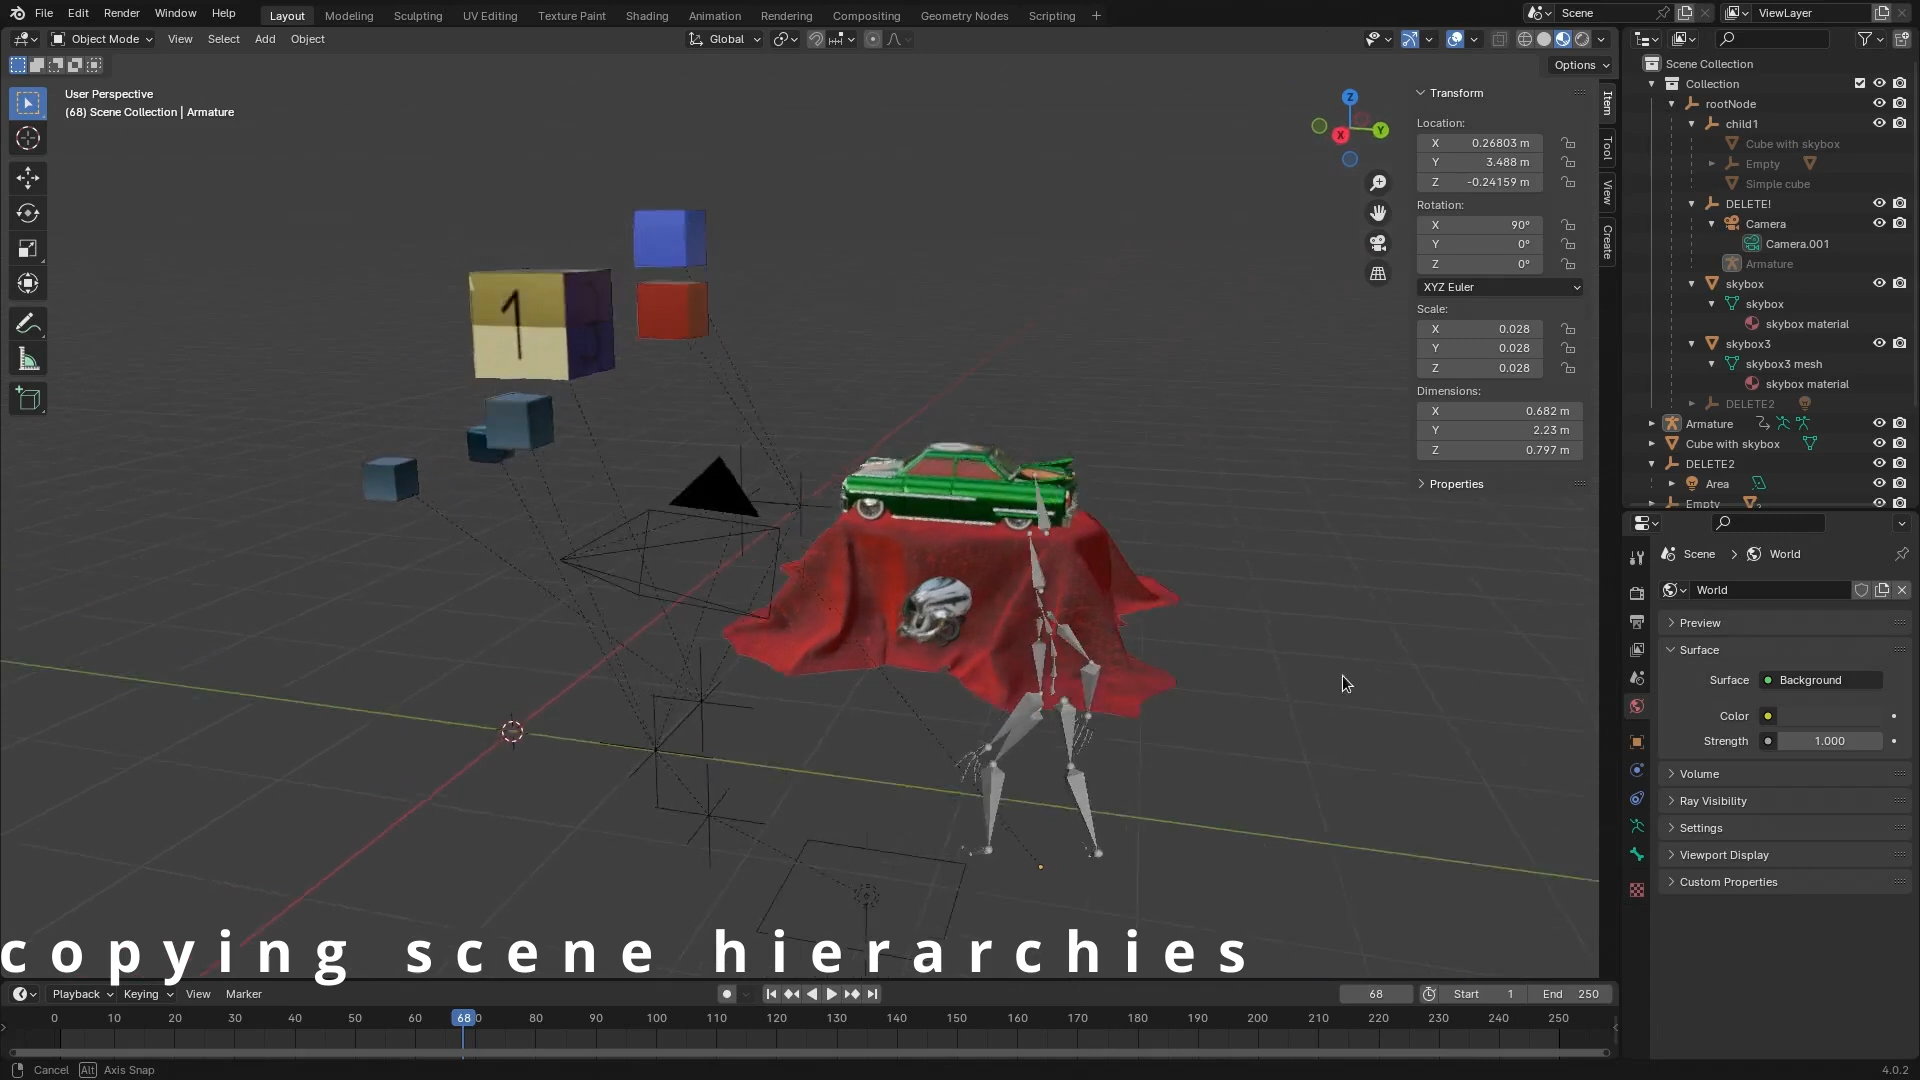 File Edit Render Window Help
Layout Modeling Sculpting UV Editing Texture Paint Shading Animation Rendering Compositing Geometry Nodes Scripting +
Scene
ViewLayer
Object Mode View Select Add Object
Global
Options
User Perspective
(68) Scene Collection | Armature
Z
X
Y
1
Transform
Location:
X 0.26803 m
Y 3.488 m
Z -0.24159 m
Rotation:
X 90°
Y 0°
Z 0°
XYZ Euler
Scale:
X 0.028
Y 0.028
Z 0.028
Dimensions:
X 0.682 m
Y 2.23 m
Z 0.797 m
Properties
Item
Tool
View
Create
Scene Collection
Collection
rootNode
child1
Cube with skybox
Empty
Simple cube
DELETE!
Camera
Camera.001
Armature
skybox
skybox
skybox material
skybox3
skybox3 mesh
skybox material
DELETE2
Armature
Cube with skybox
DELETE2
Area
Empty
Scene > World
World
Preview
Surface
Surface Background
Color
Strength 1.000
Volume
Ray Visibility
Settings
Viewport Display
Custom Properties
copying scene hierarchies
Playback Keying View Marker
68 Start 1 End 250
0 10 20 30 40 50 60 68 80 90 100 110 120 130 140 150 160 170 180 190 200 210 220 230 240 250
Cancel Alt Axis Snap
4.0.2